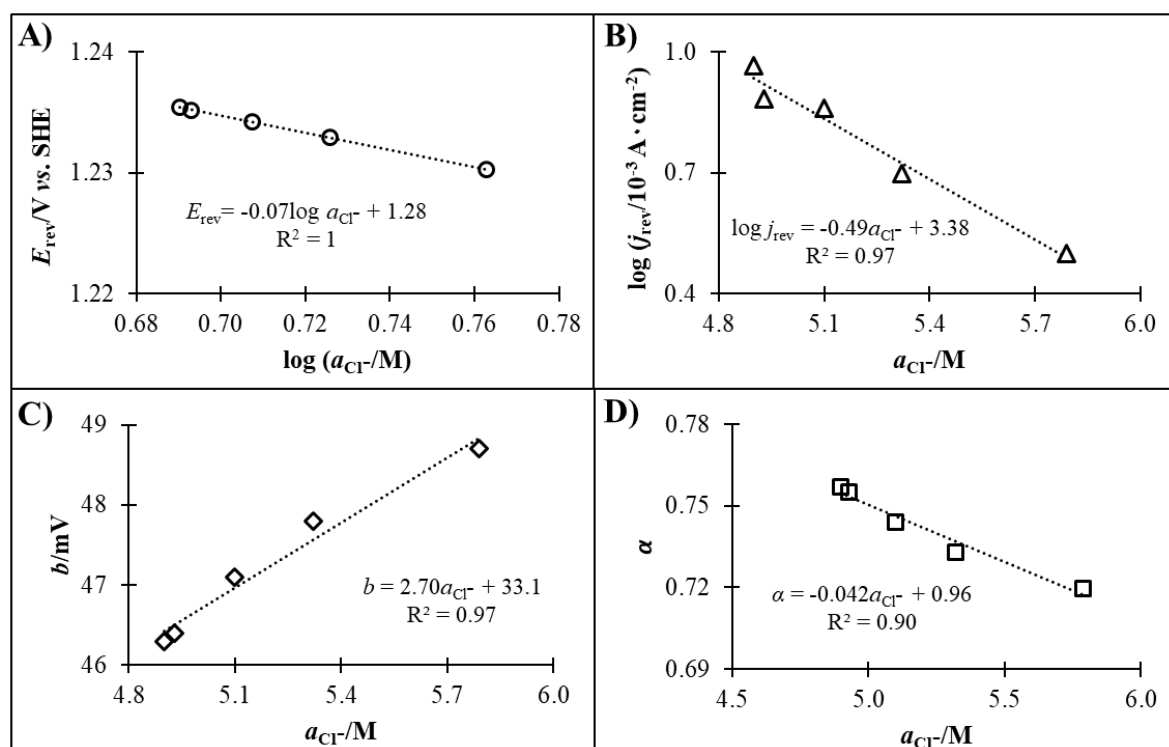 A)
1.24
1.23
1.22
E_rev/V vs. SHE
E_rev= -0.07log a_Cl- + 1.28
R² = 1
0.68 0.70 0.72 0.74 0.76 0.78
log (a_Cl-/M)
B)
1.0
0.7
0.4
log (j_rev/10⁻³ A·cm⁻²)
log j_rev = -0.49a_Cl- + 3.38
R² = 0.97
4.8 5.1 5.4 5.7 6.0
a_Cl-/M
C)
49
48
47
46
b/mV
b = 2.70a_Cl- + 33.1
R² = 0.97
4.8 5.1 5.4 5.7 6.0
a_Cl-/M
D)
0.78
0.75
0.72
0.69
α
α = -0.042a_Cl- + 0.96
R² = 0.90
4.5 5.0 5.5 6.0
a_Cl-/M